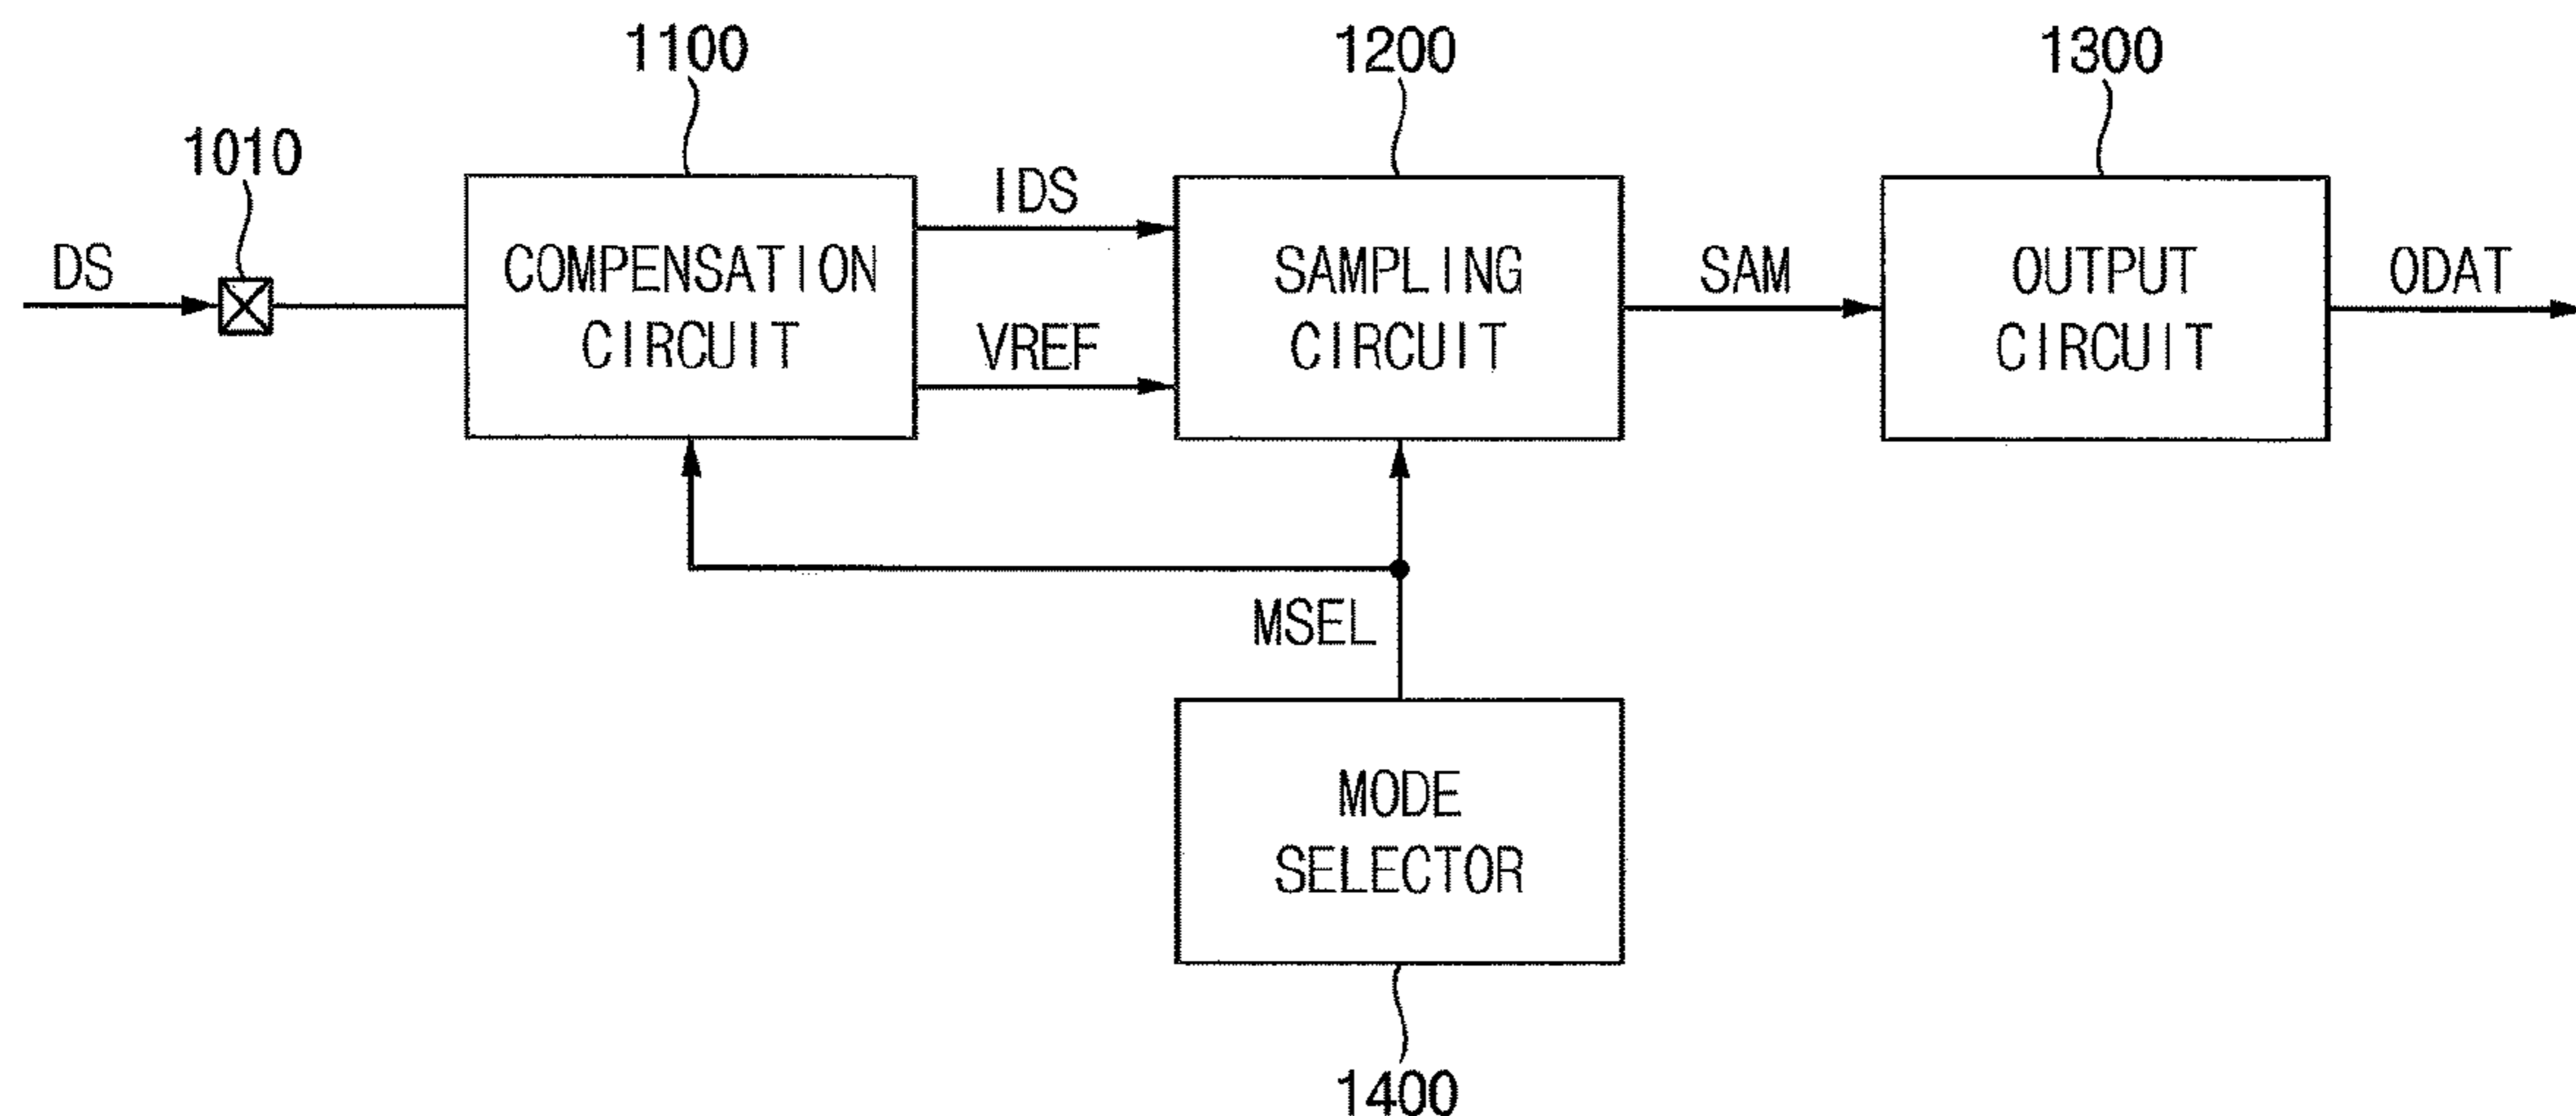 1100
1200
1300
1010
DS
COMPENSATION
CIRCUIT
IDS
VREF
SAMPLING
CIRCUIT
SAM
OUTPUT
CIRCUIT
ODAT
MSEL
MODE
SELECTOR
1400